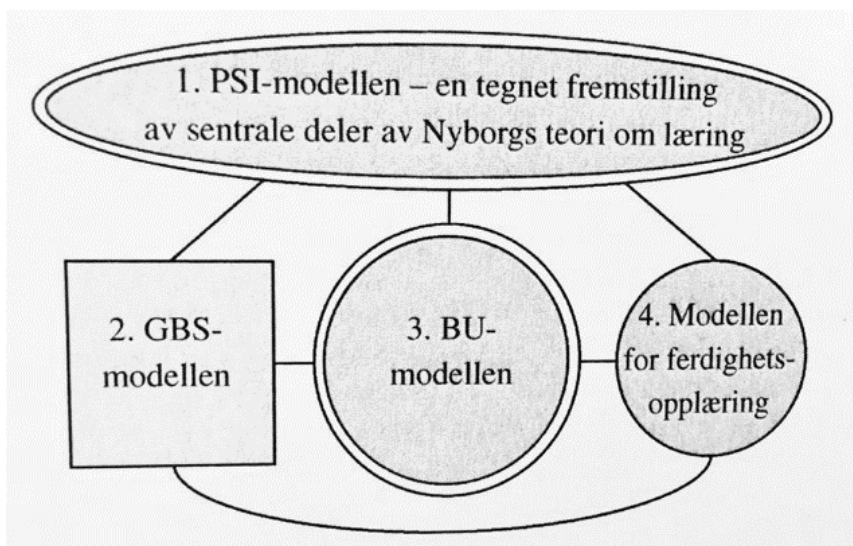 1. PSI-modellen – en tegnet fremstilling
av sentrale deler av Nyborgs teori om læring
2. GBS-
modellen
3. BU-
modellen
4. Modellen
for ferdighets-
opplæring